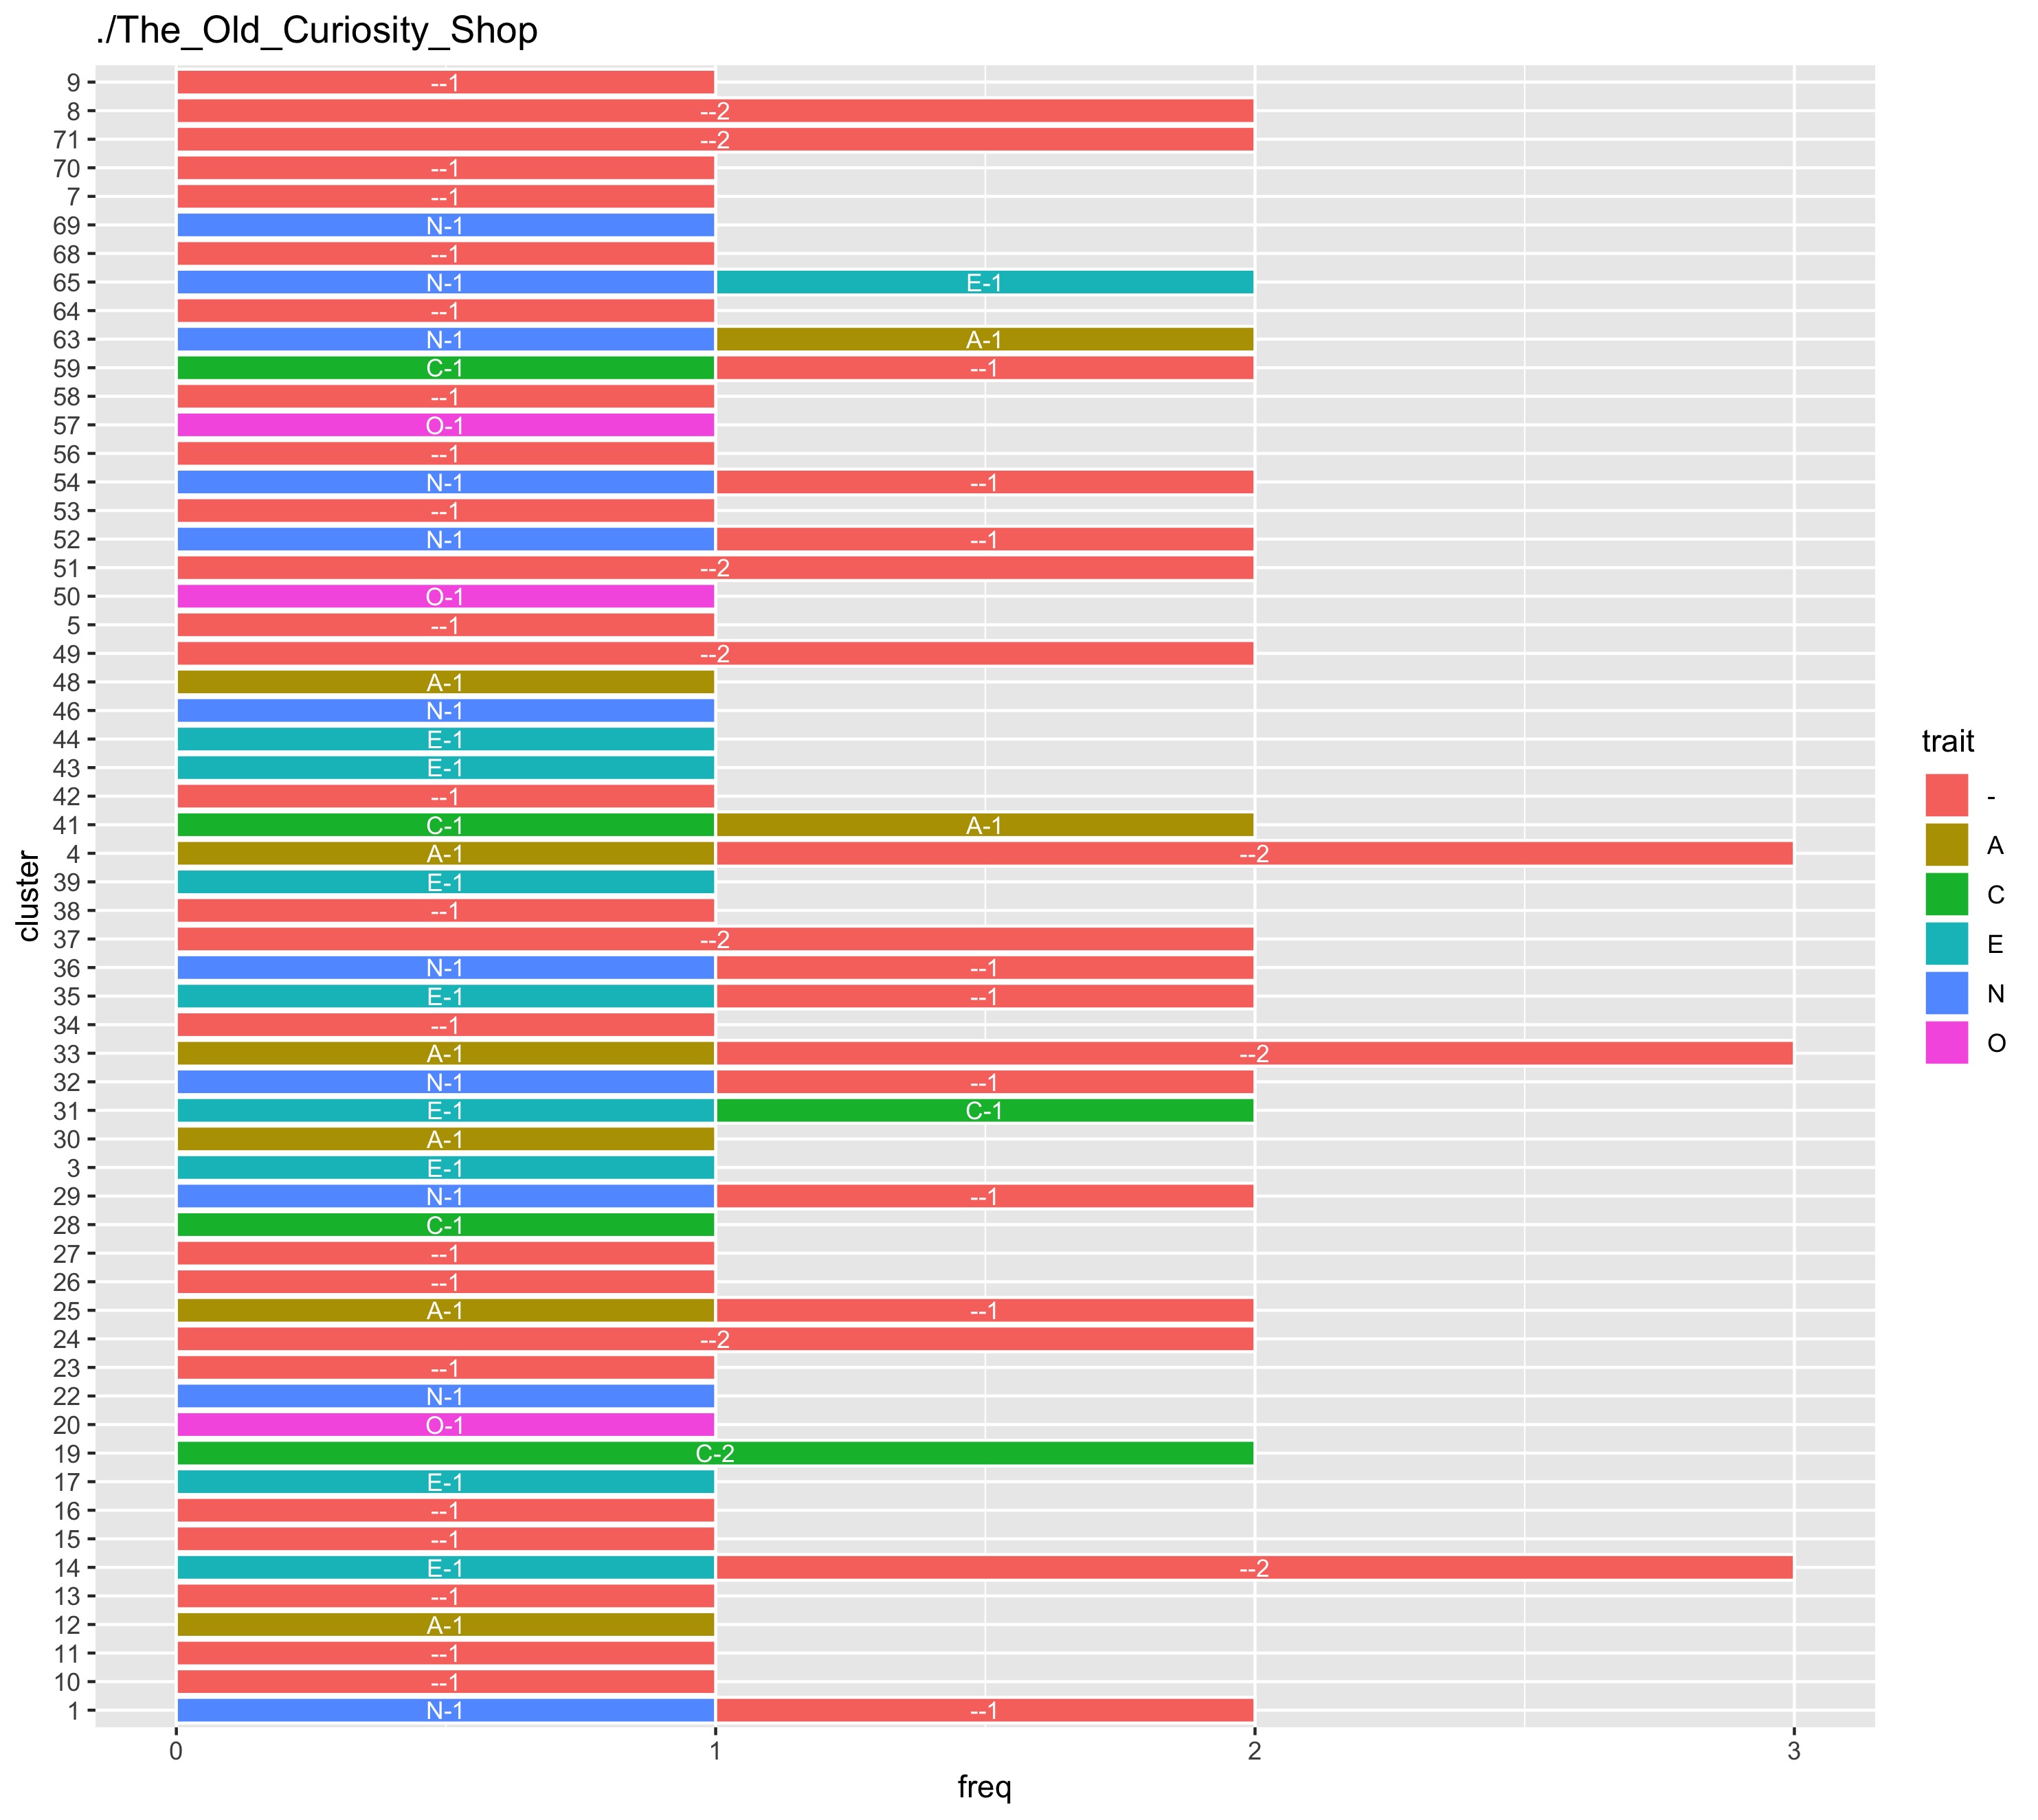 ./The_Old_Curiosity_Shop
9 --1
8 --2
71 --2
70 --1
7 --1
69 N-1
68 --1
65 N-1 E-1
64 --1
63 N-1 A-1
59 C-1 --1
58 --1
57 O-1
56 --1
54 N-1 --1
53 --1
52 N-1 --1
51 --2
50 O-1
5 --1
49 --2
48 A-1
46 N-1
44 E-1
43 E-1
42 --1
41 C-1 A-1
4 A-1 --2
39 E-1
38 --1
37 --2
36 N-1 --1
35 E-1 --1
34 --1
33 A-1 --2
32 N-1 --1
31 E-1 C-1
30 A-1
3 E-1
29 N-1 --1
28 C-1
27 --1
26 --1
25 A-1 --1
24 --2
23 --1
22 N-1
20 O-1
19 C-2
17 E-1
16 --1
15 --1
14 E-1 --2
13 --1
12 A-1
11 --1
10 --1
1 N-1 --1
0 1 2 3
freq
cluster
trait
-
A
C
E
N
O